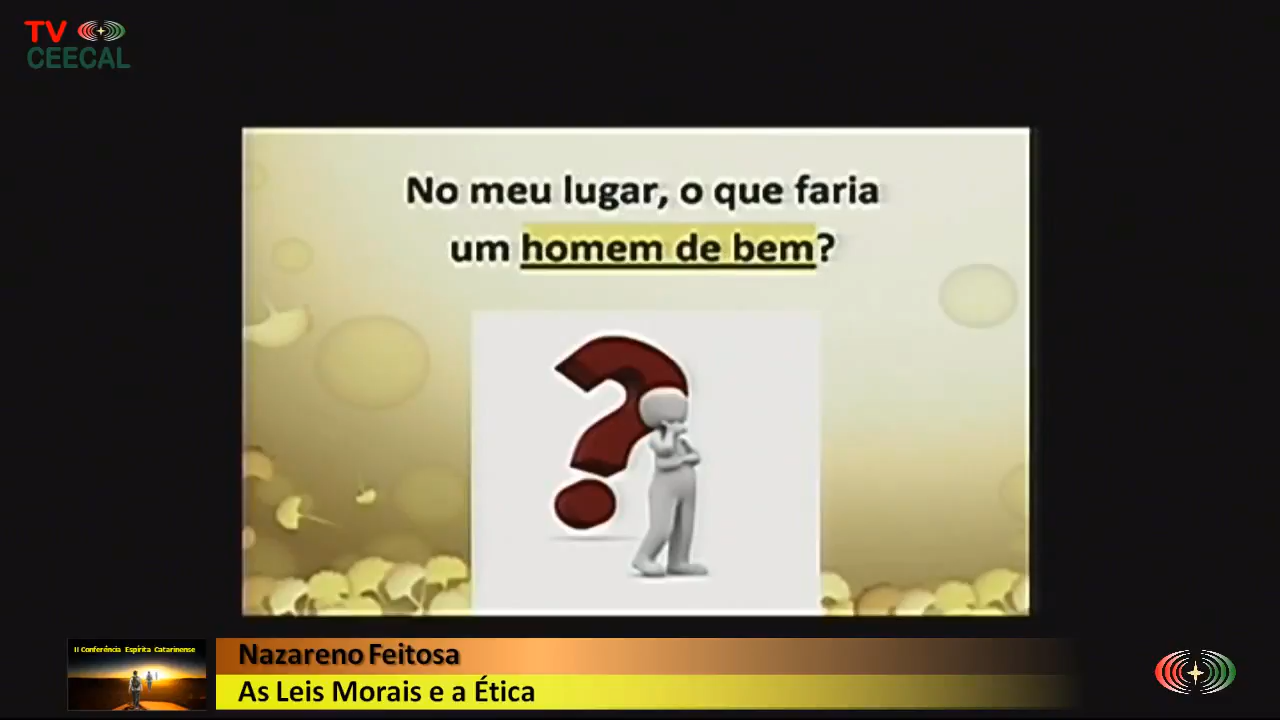 TV
CEECAL
No meu lugar, o que faria
um homem de bem?
II Conferência Espírita Catarinense
Nazareno Feitosa
As Leis Morais e a Ética